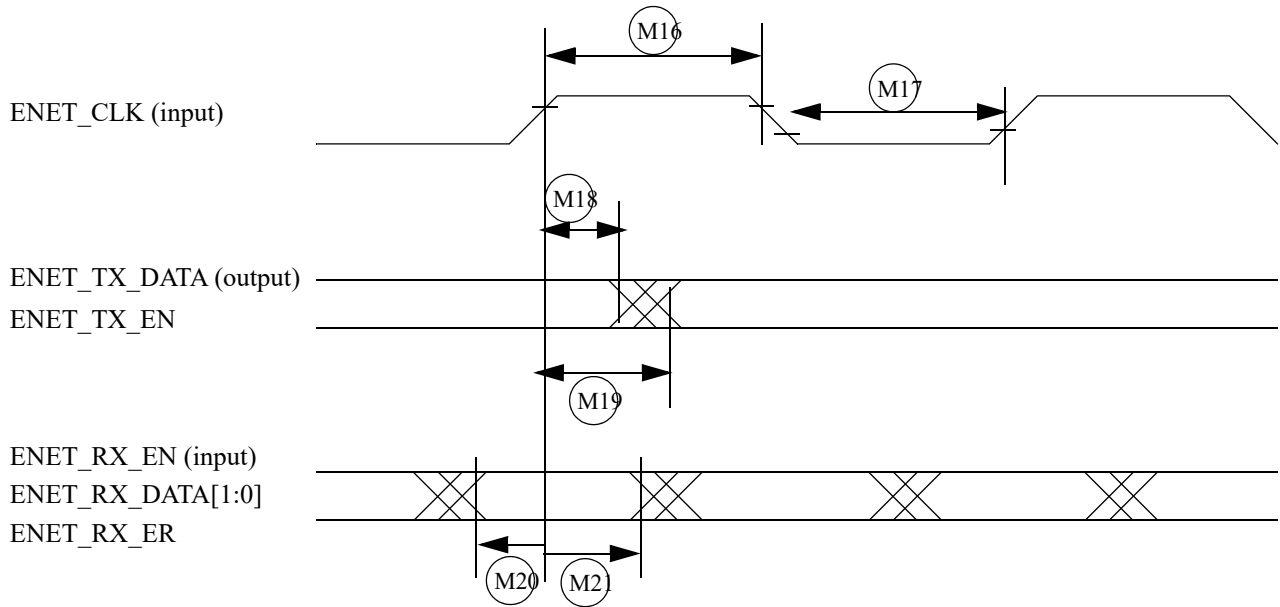 M16
M17
ENET_CLK (input)
M18
ENET_TX_DATA (output)
ENET_TX_EN
M19
ENET_RX_EN (input)
ENET_RX_DATA[1:0]
ENET_RX_ER
M20
M21